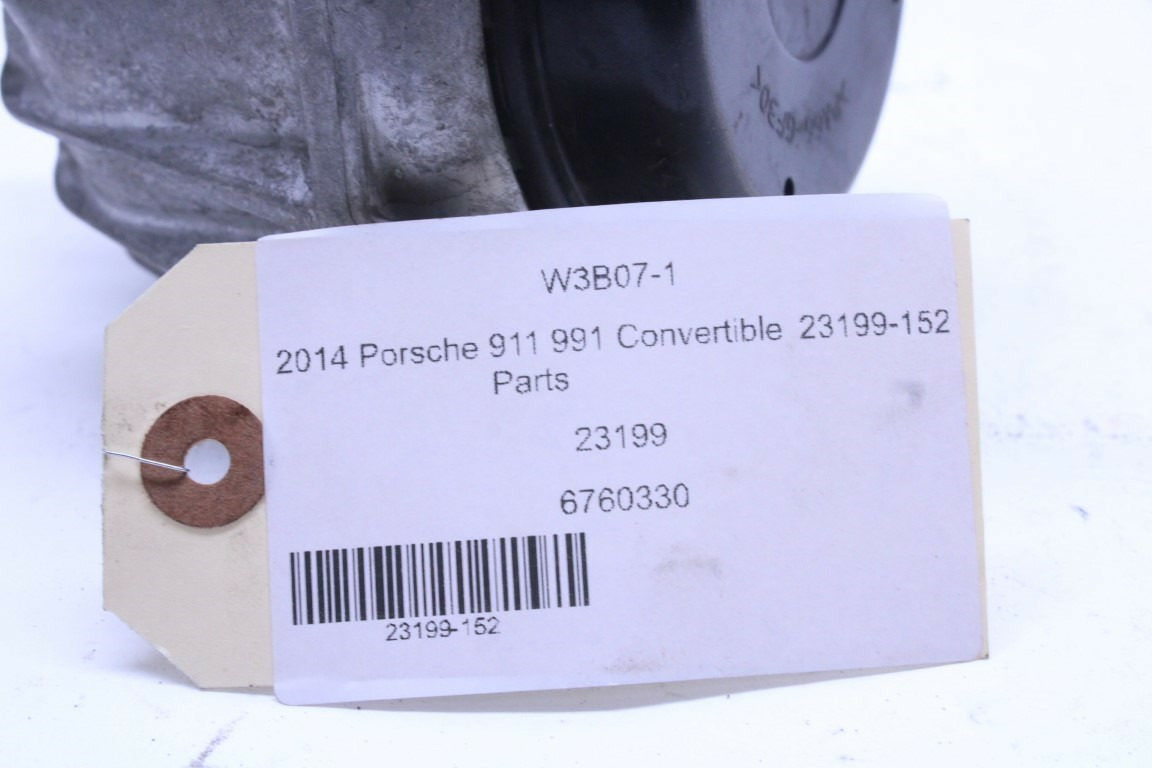 W3B07-1
2014 Porsche 911 991 Convertible 23199-152
Parts
23199
6760330
23199-152